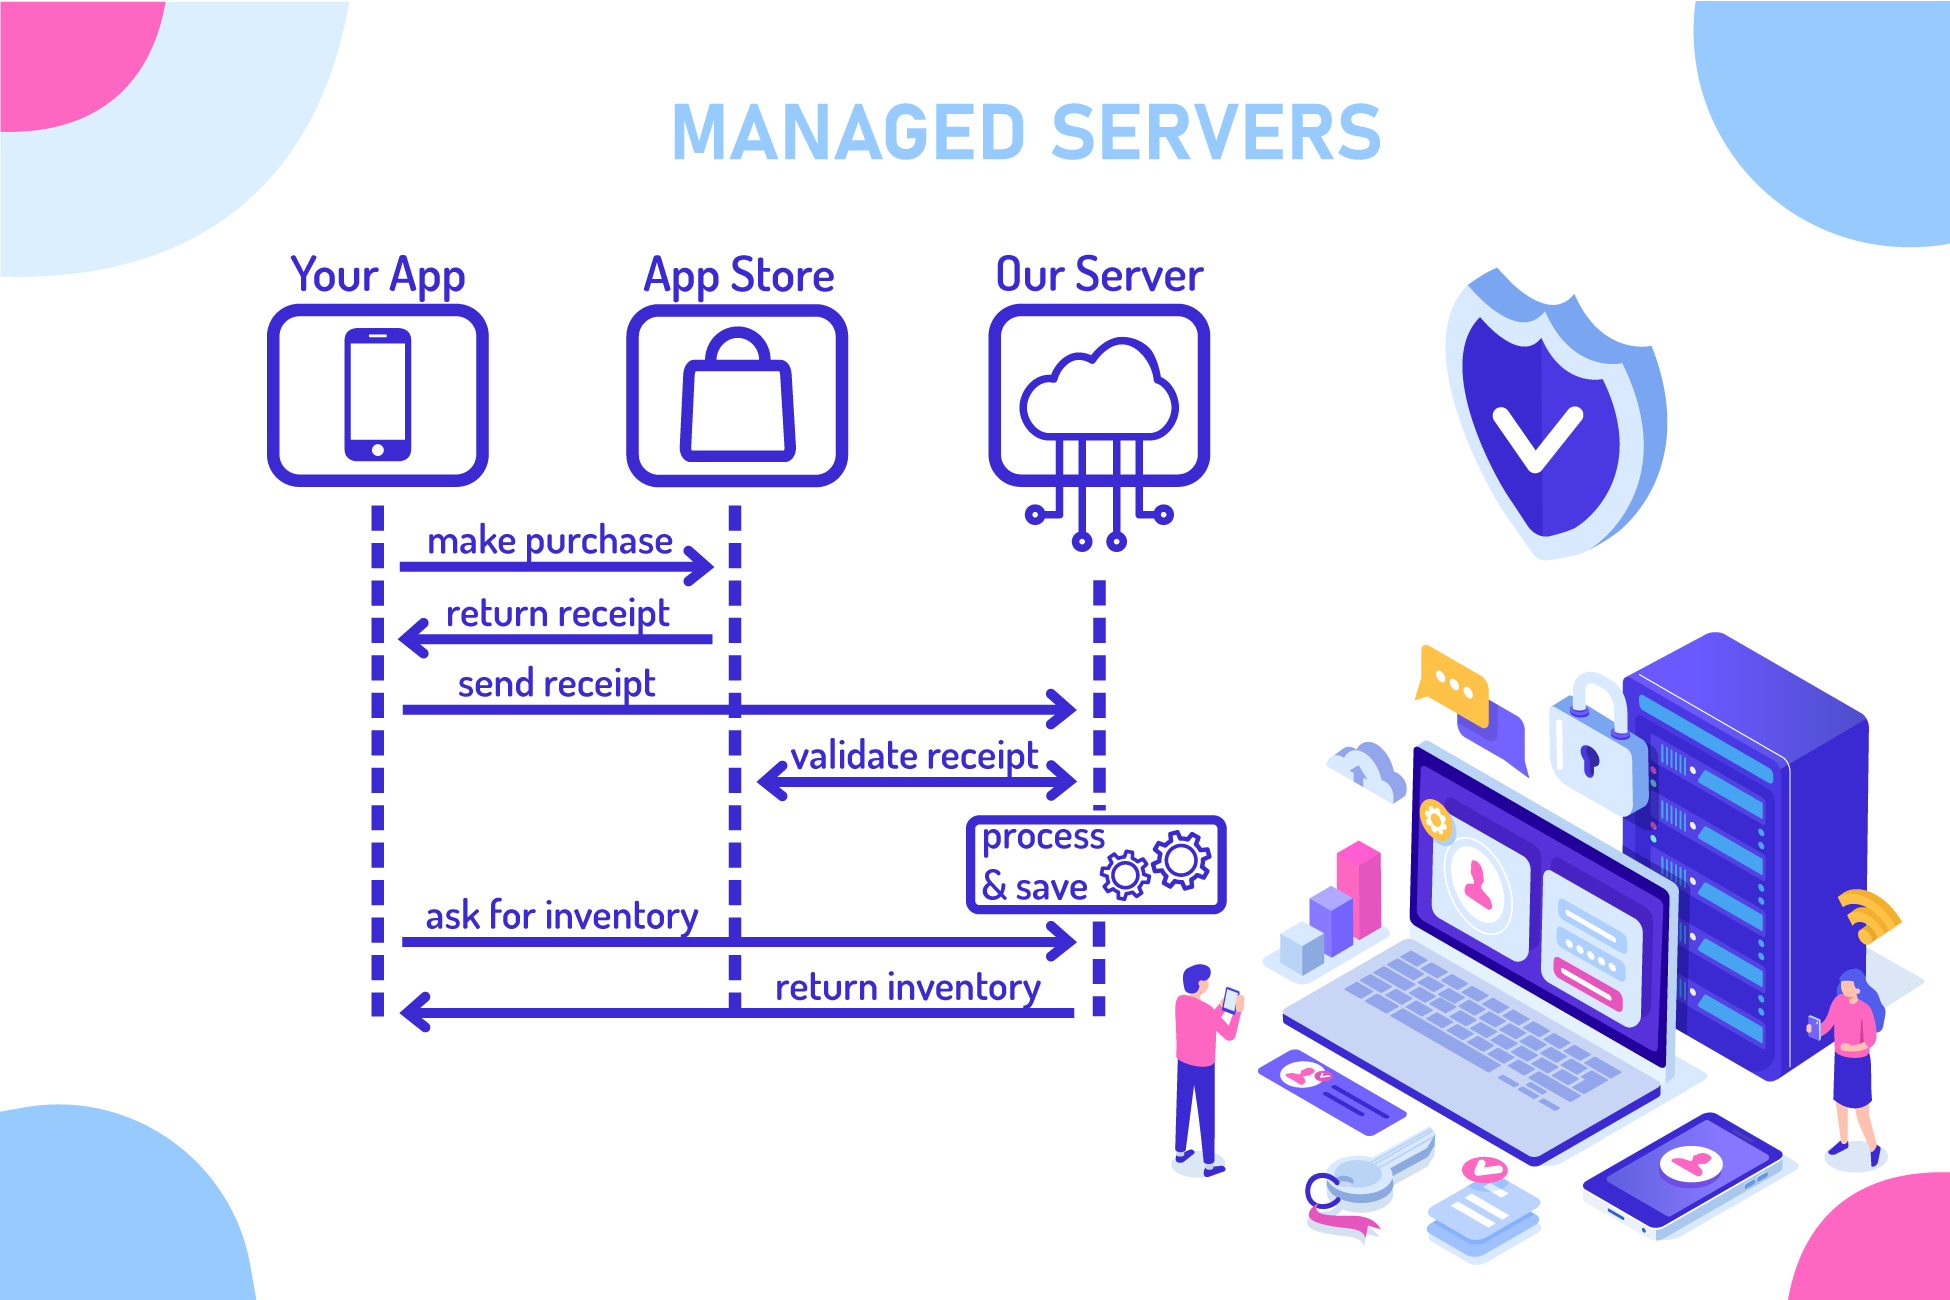 MANAGED SERVERS
Your App
App Store
Our Server
make purchase
return receipt
send receipt
validate receipt
process
& save
ask for inventory
return inventory